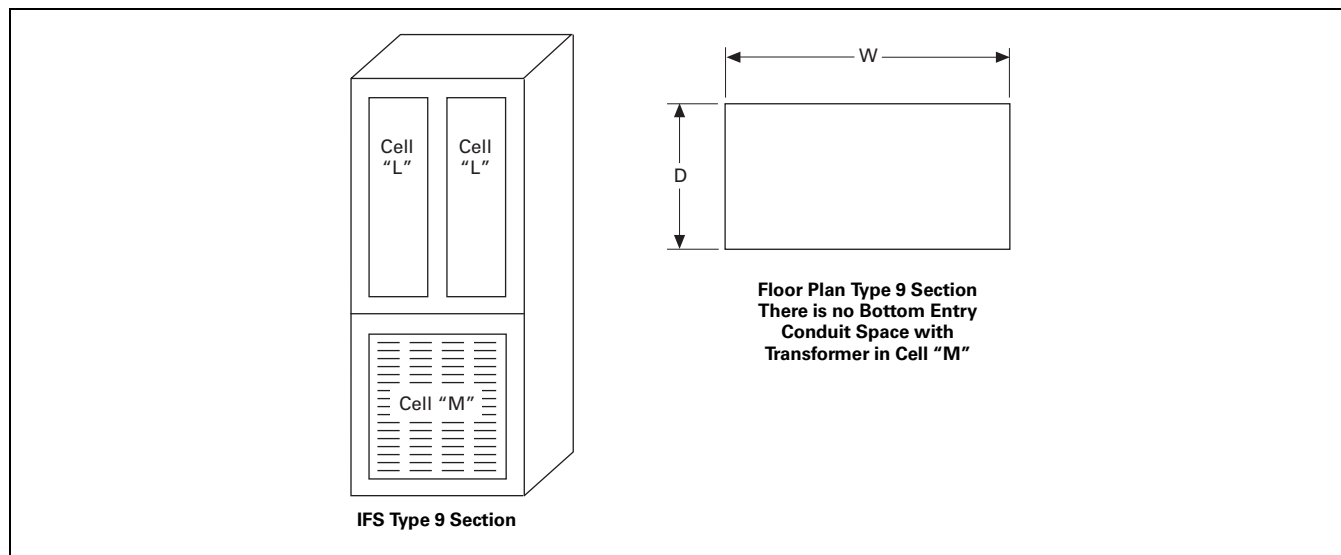 Cell
“L”
Cell
“L”
Cell “M”
IFS Type 9 Section
W
D
Floor Plan Type 9 Section
There is no Bottom Entry
Conduit Space with
Transformer in Cell “M”